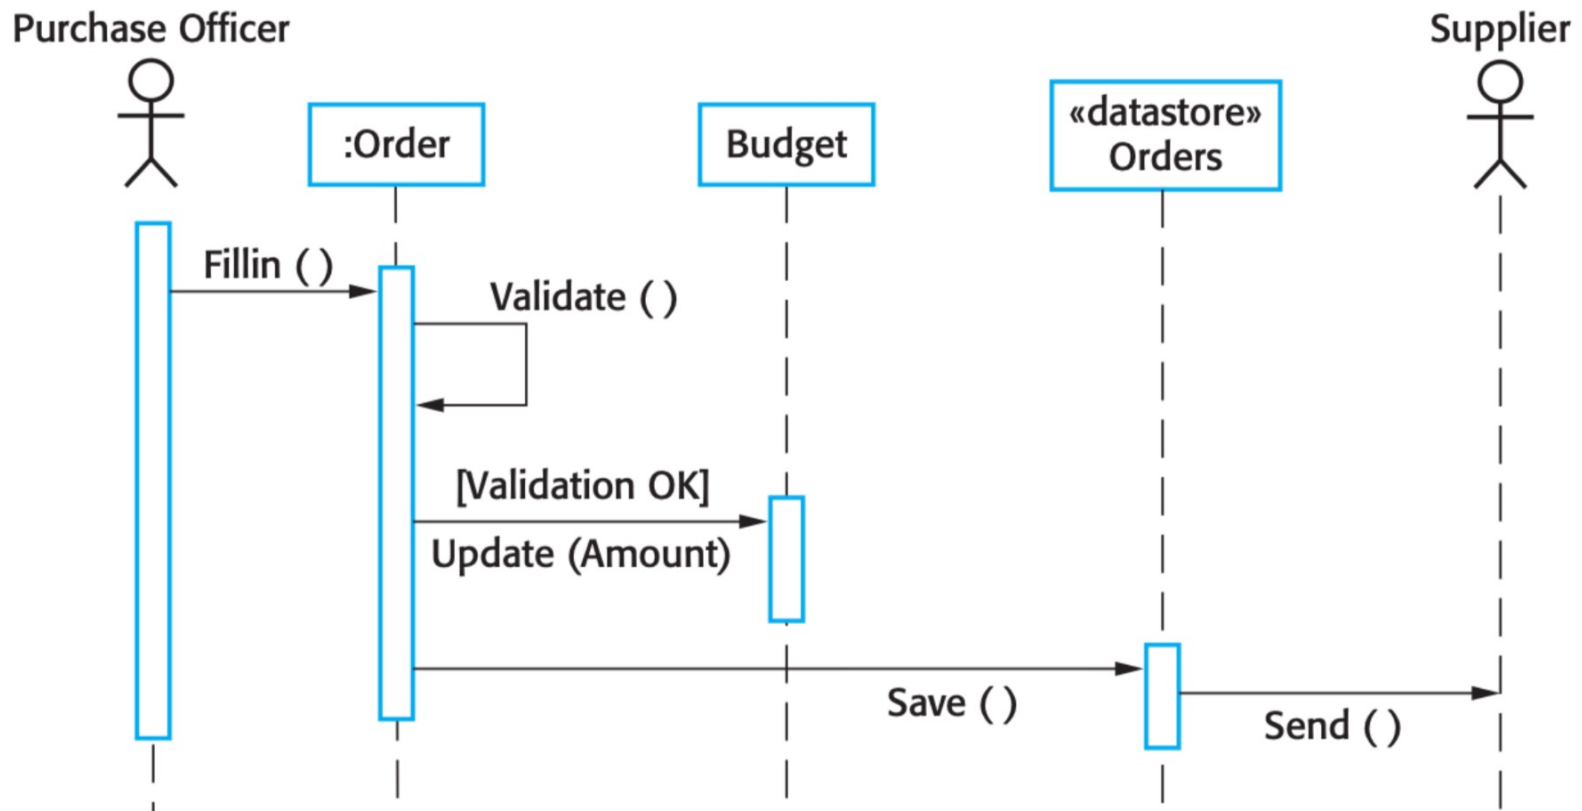 Purchase Officer
Supplier
:Order
Budget
«datastore»
Orders
Fillin ( )
Validate ( )
[Validation OK]
Update (Amount)
Save ( )
Send ( )